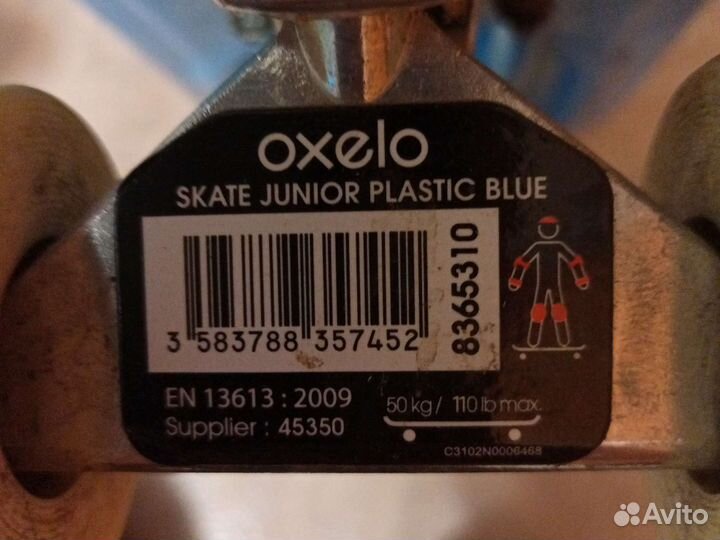 oxelo
SKATE JUNIOR PLASTIC BLUE
3 583788 357452
8365310
EN 13613 : 2009
Supplier : 45350
50 kg / 110 lb max.
C3102N0006468
Avito